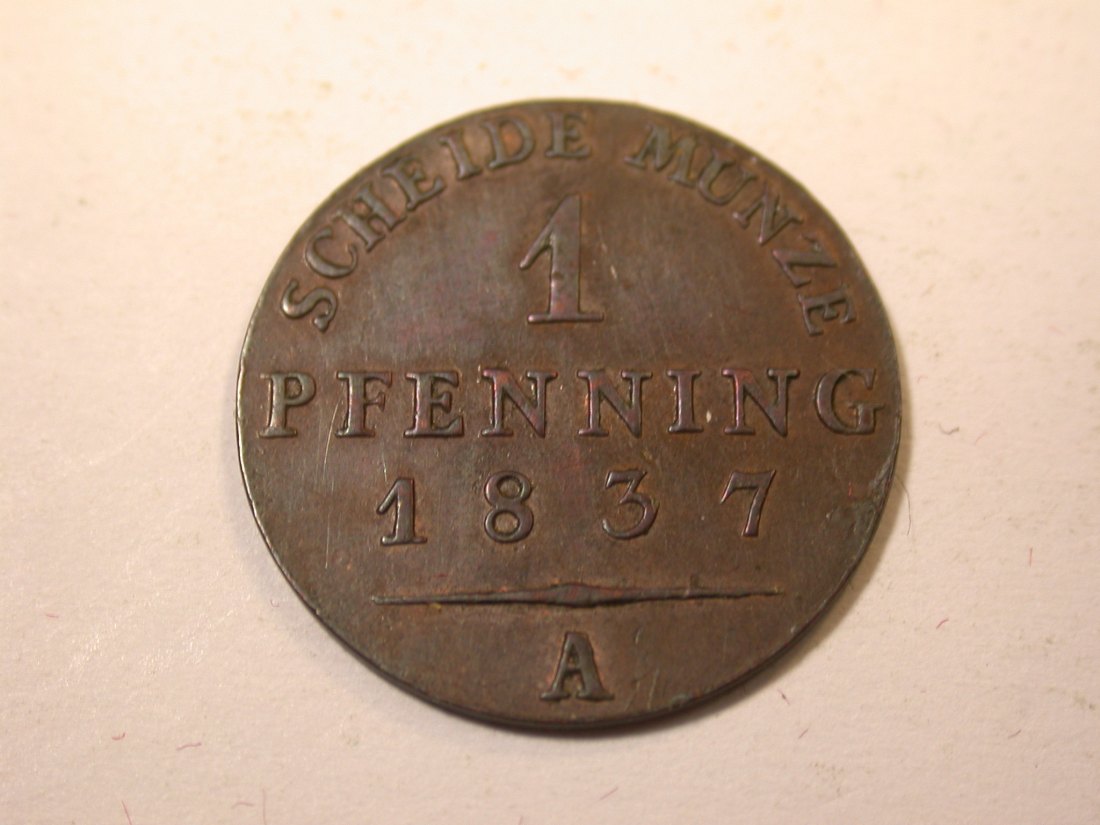 SCHEIDE MUNZE
1
PFENNING
1837
A